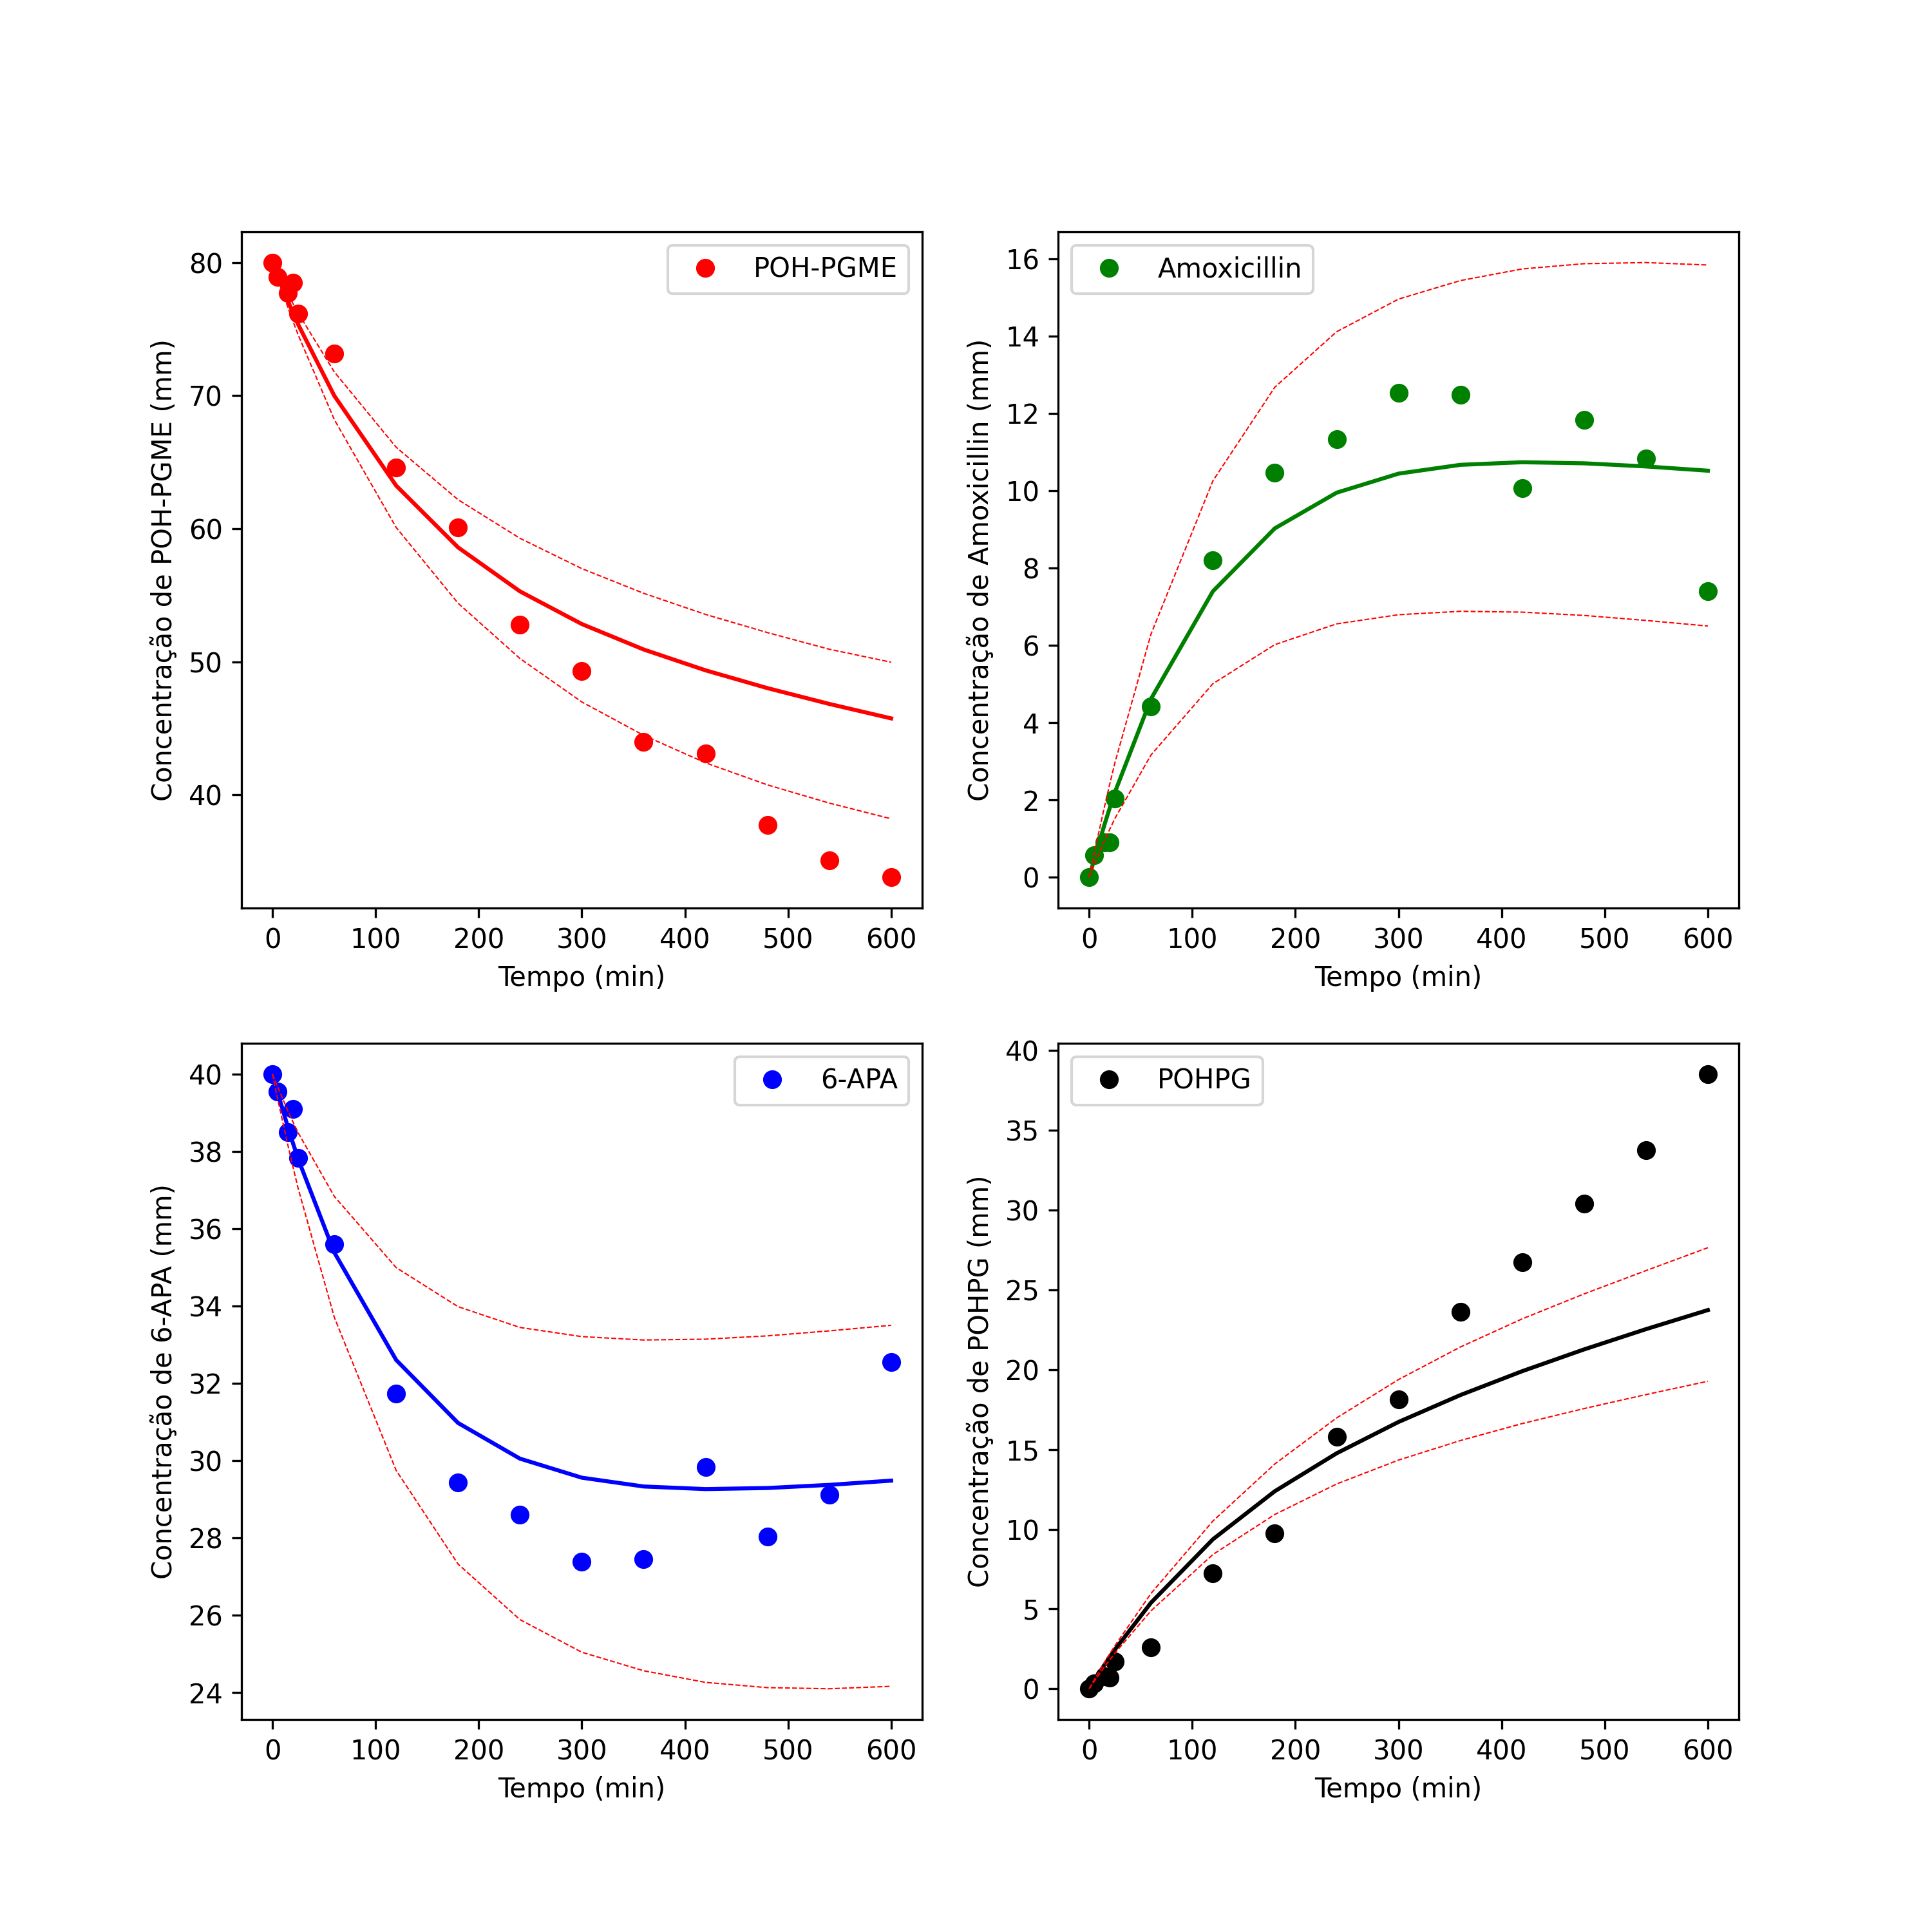 POH-PGME
Concentração de POH-PGME (mm)
80
70
60
50
40
0 100 200 300 400 500 600
Tempo (min)
Amoxicillin
Concentração de Amoxicillin (mm)
16
14
12
10
8
6
4
2
0
0 100 200 300 400 500 600
Tempo (min)
6-APA
Concentração de 6-APA (mm)
40
38
36
34
32
30
28
26
24
0 100 200 300 400 500 600
Tempo (min)
POHPG
Concentração de POHPG (mm)
40
35
30
25
20
15
10
5
0
0 100 200 300 400 500 600
Tempo (min)